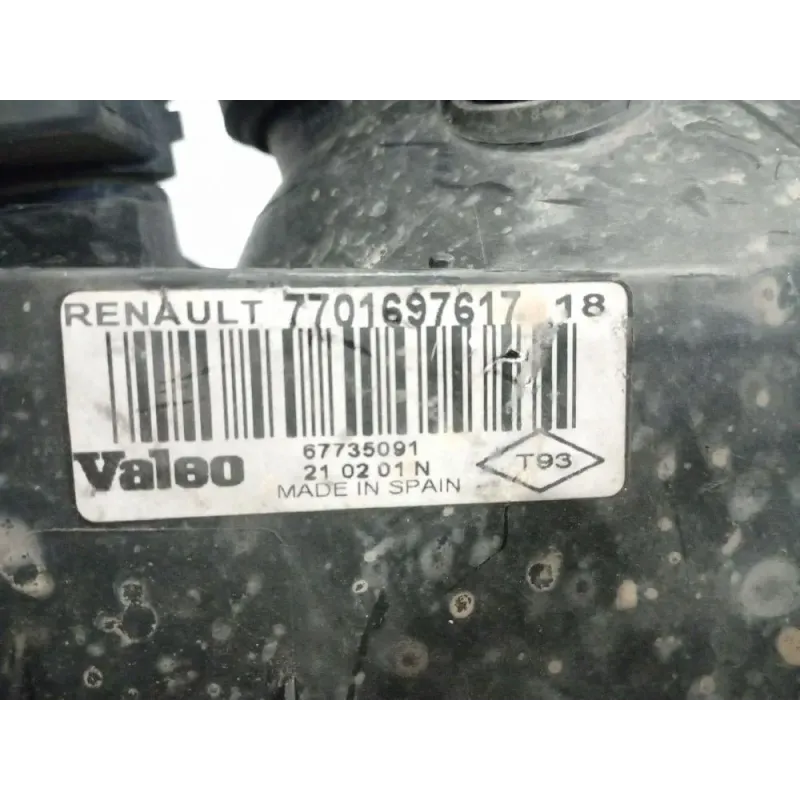 RENAULT 7701697617 18
67735091
Valeo 21 02 01 N
MADE IN SPAIN
T93